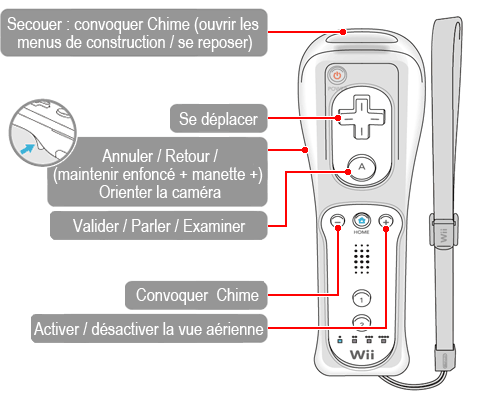 Secouer : convoquer Chime (ouvrir les
menus de construction / se reposer)
POWER
Se déplacer
Annuler / Retour /
(maintenir enfoncé + manette +)
Orienter la caméra
A
Valider / Parler / Examiner
HOME
Convoquer Chime
1
Activer / désactiver la vue aérienne
2
Wii
Wii